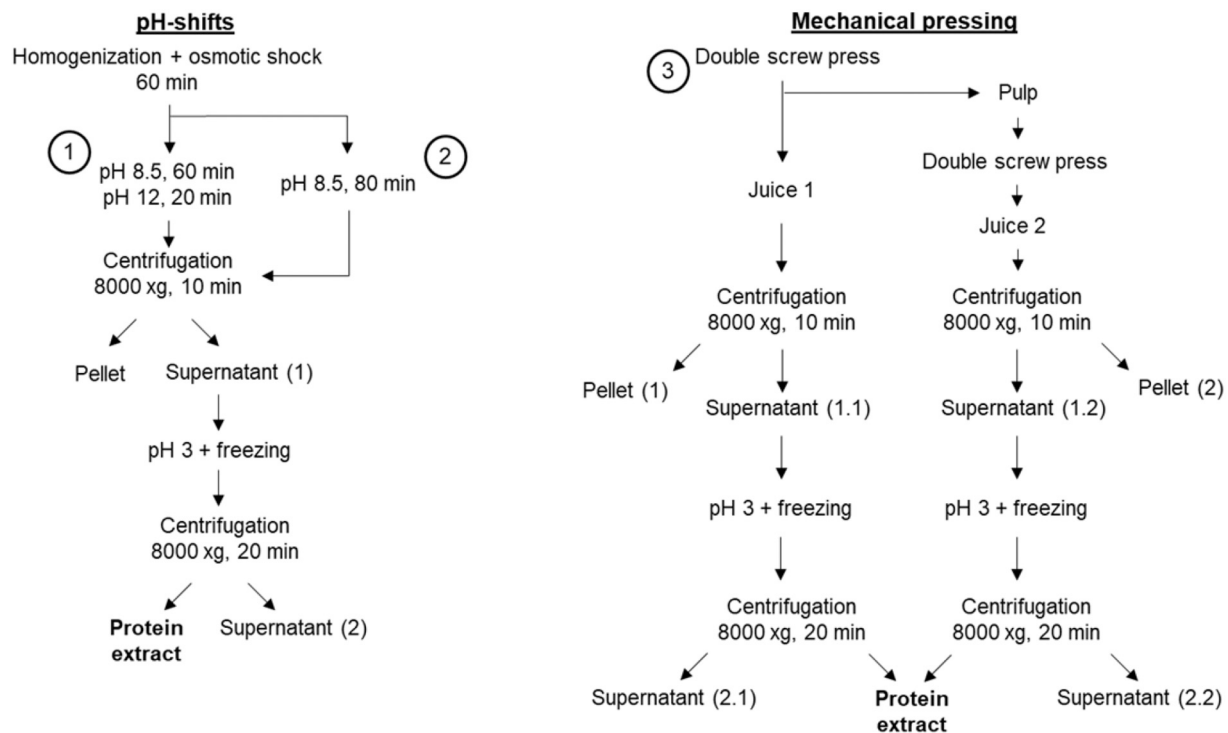 pH-shifts
Homogenization + osmotic shock
60 min
1
pH 8.5, 60 min
pH 12, 20 min
2
pH 8.5, 80 min
Centrifugation
8000 xg, 10 min
Pellet
Supernatant (1)
pH 3 + freezing
Centrifugation
8000 xg, 20 min
Protein
extract
Supernatant (2)
Mechanical pressing
3
Double screw press
Pulp
Double screw press
Juice 1
Juice 2
Centrifugation
8000 xg, 10 min
Centrifugation
8000 xg, 10 min
Pellet (1)
Supernatant (1.1)
Supernatant (1.2)
Pellet (2)
pH 3 + freezing
pH 3 + freezing
Centrifugation
8000 xg, 20 min
Centrifugation
8000 xg, 20 min
Supernatant (2.1)
Protein
extract
Supernatant (2.2)